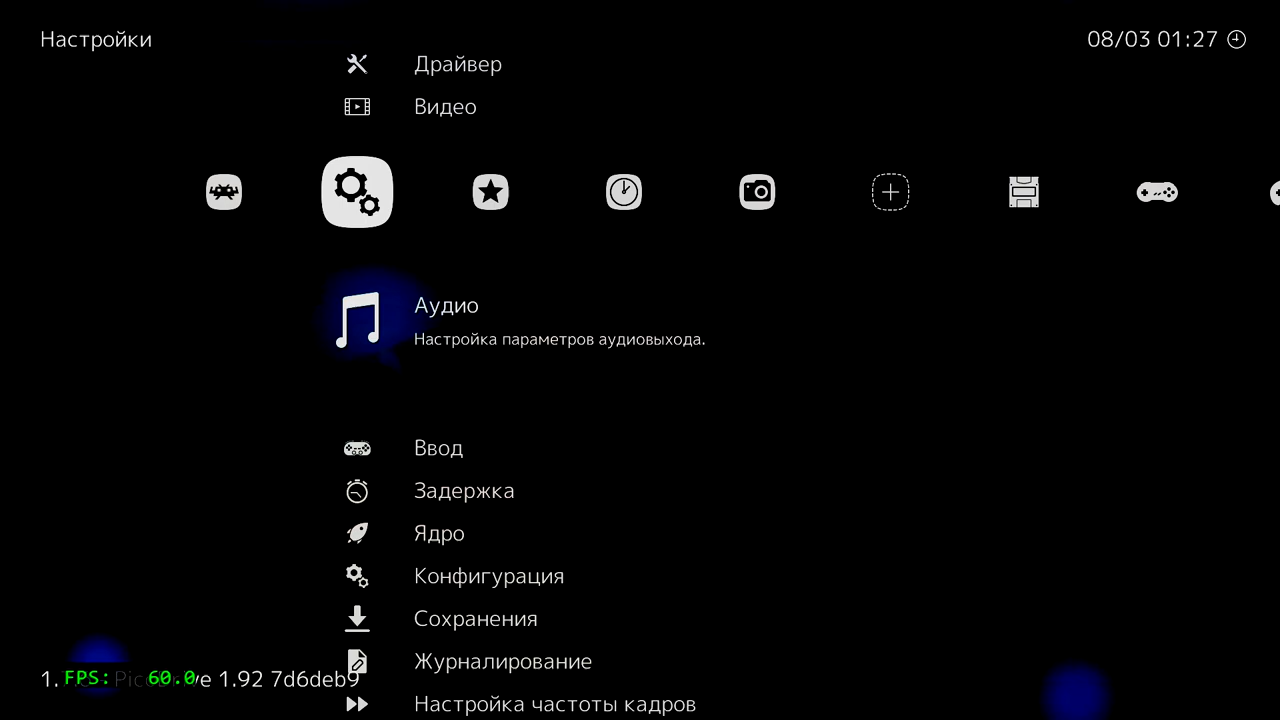 Настройки
08/03 01:27
Драйвер
Видео
Аудио
Настройка параметров аудиовыхода.
Ввод
Задержка
Ядро
Конфигурация
Сохранения
Журналирование
FPS: 60.0
1. 1.92 7d6deb9
Настройка частоты кадров